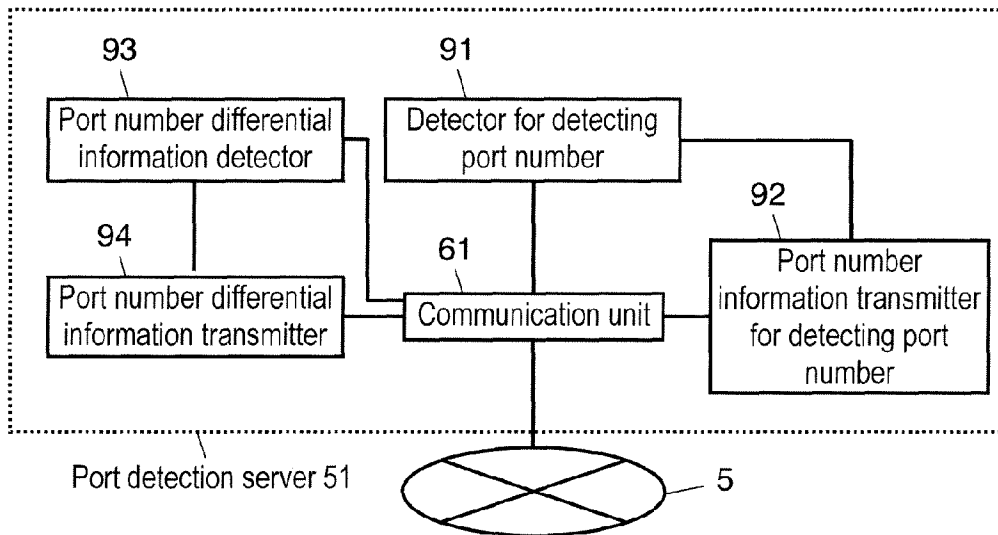 93
91
Port number differential
information detector
Detector for detecting
port number
94
61
92
Port number differential
information transmitter
Communication unit
Port number
information transmitter
for detecting port
number
Port detection server 51
5